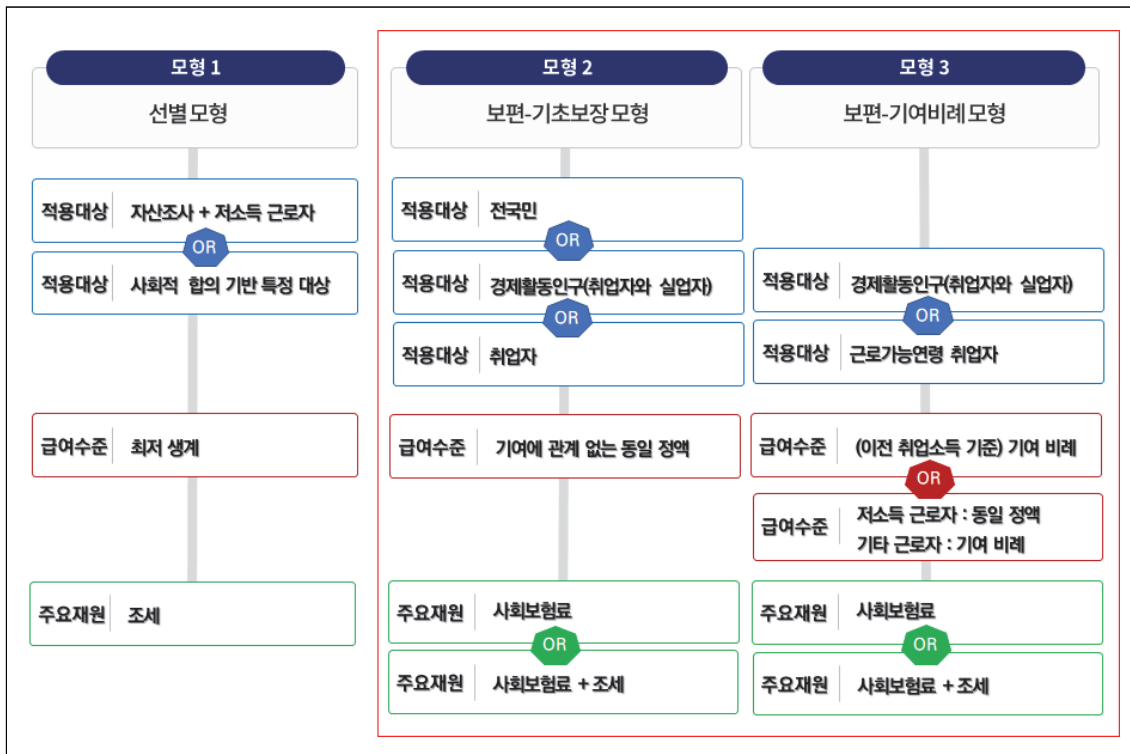 모형 1
선별 모형
적용대상 자산조사 + 저소득 근로자
OR
적용대상 사회적 합의 기반 특정 대상
급여수준 최저 생계
주요재원 조세
모형 2
보편-기초보장 모형
적용대상 전국민
OR
적용대상 경제활동인구(취업자와 실업자)
OR
적용대상 취업자
급여수준 기여에 관계 없는 동일 정액
주요재원 사회보험료
OR
주요재원 사회보험료 + 조세
모형 3
보편-기여비례 모형
적용대상 경제활동인구(취업자와 실업자)
OR
적용대상 근로가능연령 취업자
급여수준 (이전 취업소득 기준) 기여 비례
OR
급여수준 저소득 근로자 : 동일 정액
기타 근로자 : 기여 비례
주요재원 사회보험료
OR
주요재원 사회보험료 + 조세